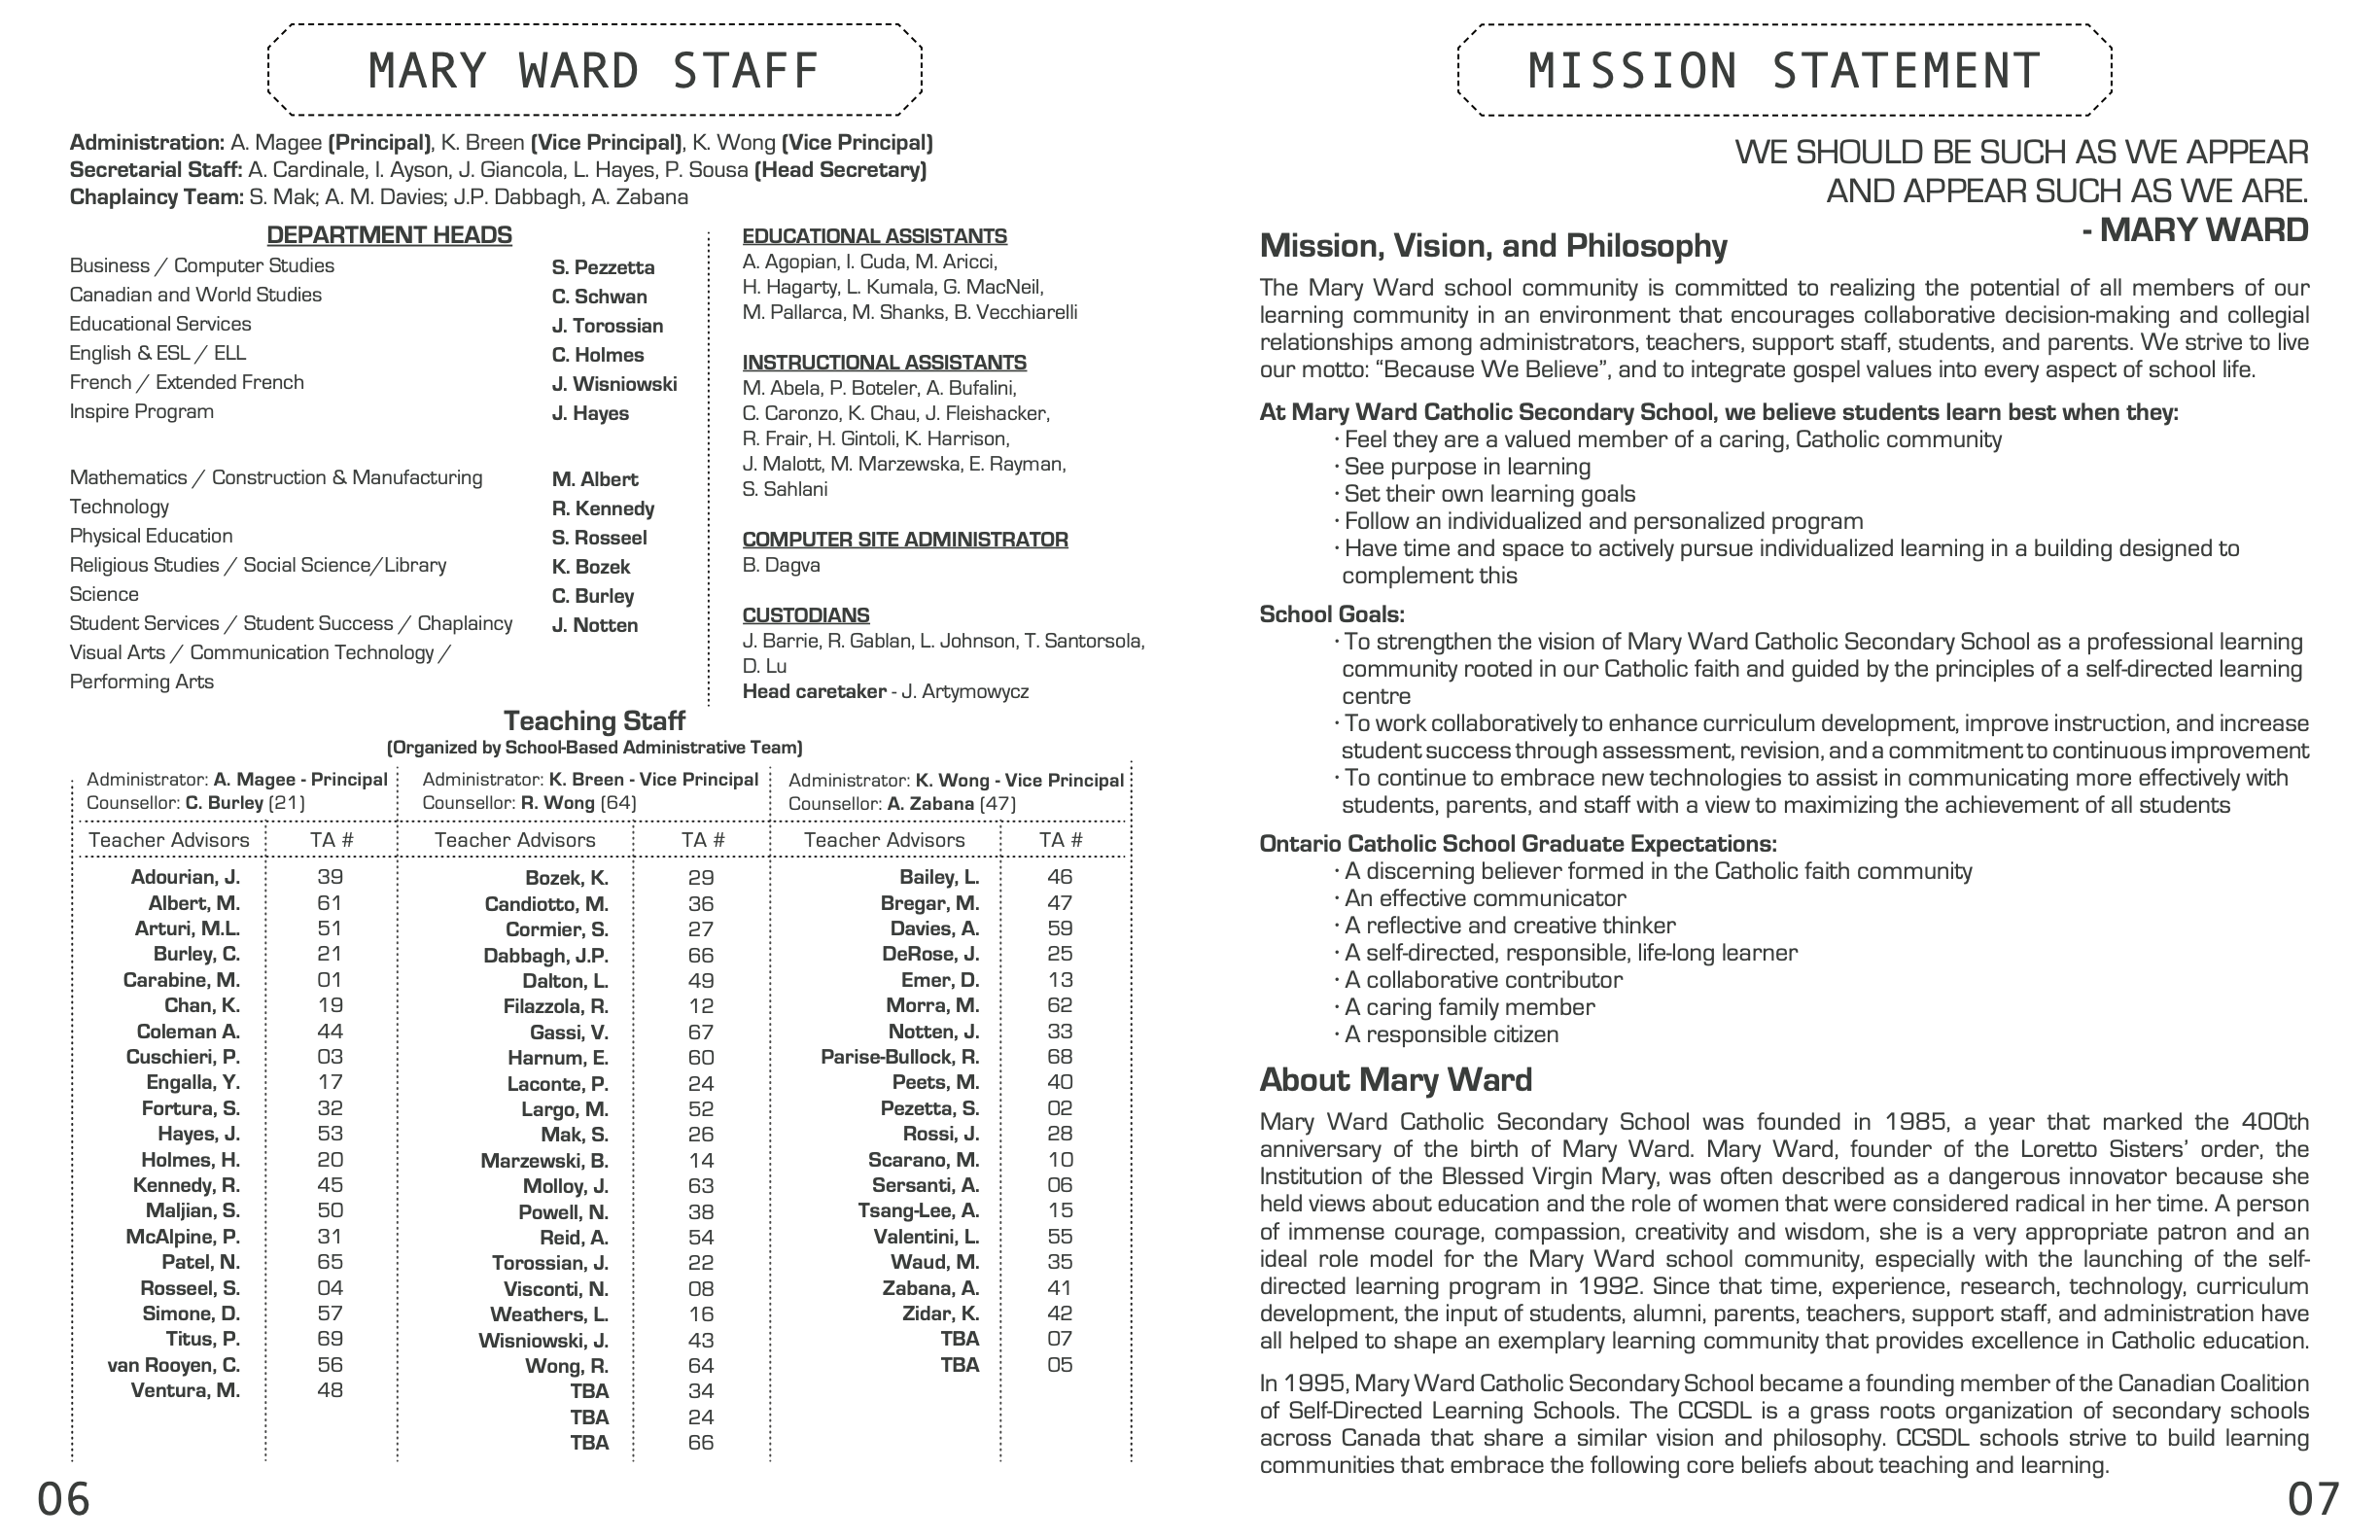 MARY WARD STAFF
Administration: A. Magee (Principal), K. Breen (Vice Principal), K. Wong (Vice Principal)
Secretarial Staff: A. Cardinale, I. Ayson, J. Giancola, L. Hayes, P. Sousa (Head Secretary)
Chaplaincy Team: S. Mak; A. M. Davies; J.P. Dabbagh, A. Zabana
DEPARTMENT HEADS
Business / Computer Studies S. Pezzetta
Canadian and World Studies C. Schwan
Educational Services J. Torossian
English & ESL / ELL C. Holmes
French / Extended French J. Wisniowski
Inspire Program J. Hayes
Mathematics / Construction & Manufacturing M. Albert
Technology R. Kennedy
Physical Education S. Rosseel
Religious Studies / Social Science/Library K. Bozek
Science C. Burley
Student Services / Student Success / Chaplaincy J. Notten
Visual Arts / Communication Technology /
Performing Arts
EDUCATIONAL ASSISTANTS
A. Agopian, I. Cuda, M. Aricci,
H. Hagarty, L. Kumala, G. MacNeil,
M. Pallarca, M. Shanks, B. Vecchiarelli
INSTRUCTIONAL ASSISTANTS
M. Abela, P. Boteler, A. Bufalini,
C. Caronzo, K. Chau, J. Fleishacker,
R. Frair, H. Gintoli, K. Harrison,
J. Malott, M. Marzewska, E. Rayman,
S. Sahlani
COMPUTER SITE ADMINISTRATOR
B. Dagva
CUSTODIANS
J. Barrie, R. Gablan, L. Johnson, T. Santorsola,
D. Lu
Head caretaker - J. Artymowycz
Teaching Staff
(Organized by School-Based Administrative Team)
Administrator: A. Magee - Principal
Counsellor: C. Burley (21)
Teacher Advisors TA #
Adourian, J. 39
Albert, M. 61
Arturi, M.L. 51
Burley, C. 21
Carabine, M. 01
Chan, K. 19
Coleman A. 44
Cuschieri, P. 03
Engalla, Y. 17
Fortura, S. 32
Hayes, J. 53
Holmes, H. 20
Kennedy, R. 45
Maljian, S. 50
McAlpine, P. 31
Patel, N. 65
Rosseel, S. 04
Simone, D. 57
Titus, P. 69
van Rooyen, C. 56
Ventura, M. 48
Administrator: K. Breen - Vice Principal
Counsellor: R. Wong (64)
Teacher Advisors TA #
Bozek, K. 29
Candiotto, M. 36
Cormier, S. 27
Dabbagh, J.P. 66
Dalton, L. 49
Filazzola, R. 12
Gassi, V. 67
Harnum, E. 60
Laconte, P. 24
Largo, M. 52
Mak, S. 26
Marzewski, B. 14
Molloy, J. 63
Powell, N. 38
Reid, A. 54
Torossian, J. 22
Visconti, N. 08
Weathers, L. 16
Wisniowski, J. 43
Wong, R. 64
TBA 34
TBA 24
TBA 66
Administrator: K. Wong - Vice Principal
Counsellor: A. Zabana (47)
Teacher Advisors TA #
Bailey, L. 46
Bregar, M. 47
Davies, A. 59
DeRose, J. 25
Emer, D. 13
Morra, M. 62
Notten, J. 33
Parise-Bullock, R. 68
Peets, M. 40
Pezetta, S. 02
Rossi, J. 28
Scarano, M. 10
Sersanti, A. 06
Tsang-Lee, A. 15
Valentini, L. 55
Waud, M. 35
Zabana, A. 41
Zidar, K. 42
TBA 07
TBA 05
06
MISSION STATEMENT
WE SHOULD BE SUCH AS WE APPEAR
AND APPEAR SUCH AS WE ARE.
- MARY WARD
Mission, Vision, and Philosophy
The Mary Ward school community is committed to realizing the potential of all members of our
learning community in an environment that encourages collaborative decision-making and collegial
relationships among administrators, teachers, support staff, students, and parents. We strive to live
our motto: “Because We Believe”, and to integrate gospel values into every aspect of school life.
At Mary Ward Catholic Secondary School, we believe students learn best when they:
· Feel they are a valued member of a caring, Catholic community
· See purpose in learning
· Set their own learning goals
· Follow an individualized and personalized program
· Have time and space to actively pursue individualized learning in a building designed to
complement this
School Goals:
· To strengthen the vision of Mary Ward Catholic Secondary School as a professional learning
community rooted in our Catholic faith and guided by the principles of a self-directed learning
centre
· To work collaboratively to enhance curriculum development, improve instruction, and increase
student success through assessment, revision, and a commitment to continuous improvement
· To continue to embrace new technologies to assist in communicating more effectively with
students, parents, and staff with a view to maximizing the achievement of all students
Ontario Catholic School Graduate Expectations:
· A discerning believer formed in the Catholic faith community
· An effective communicator
· A reflective and creative thinker
· A self-directed, responsible, life-long learner
· A collaborative contributor
· A caring family member
· A responsible citizen
About Mary Ward
Mary Ward Catholic Secondary School was founded in 1985, a year that marked the 400th
anniversary of the birth of Mary Ward. Mary Ward, founder of the Loretto Sisters’ order, the
Institution of the Blessed Virgin Mary, was often described as a dangerous innovator because she
held views about education and the role of women that were considered radical in her time. A person
of immense courage, compassion, creativity and wisdom, she is a very appropriate patron and an
ideal role model for the Mary Ward school community, especially with the launching of the self-
directed learning program in 1992. Since that time, experience, research, technology, curriculum
development, the input of students, alumni, parents, teachers, support staff, and administration have
all helped to shape an exemplary learning community that provides excellence in Catholic education.
In 1995, Mary Ward Catholic Secondary School became a founding member of the Canadian Coalition
of Self-Directed Learning Schools. The CCSDL is a grass roots organization of secondary schools
across Canada that share a similar vision and philosophy. CCSDL schools strive to build learning
communities that embrace the following core beliefs about teaching and learning.
07